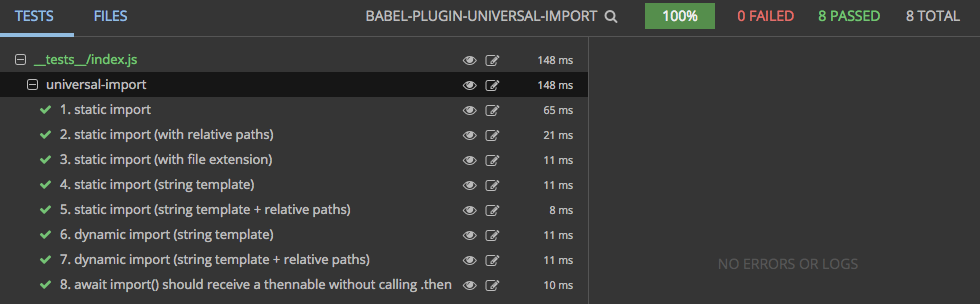 TESTS FILES BABEL-PLUGIN-UNIVERSAL-IMPORT 100% 0 FAILED 8 PASSED 8 TOTAL
__tests__/index.js 148 ms
universal-import 148 ms
1. static import 65 ms
2. static import (with relative paths) 21 ms
3. static import (with file extension) 11 ms
4. static import (string template) 11 ms
5. static import (string template + relative paths) 8 ms
6. dynamic import (string template) 11 ms
7. dynamic import (string template + relative paths) 11 ms
NO ERRORS OR LOGS
8. await import() should receive a thennable without calling .then 10 ms